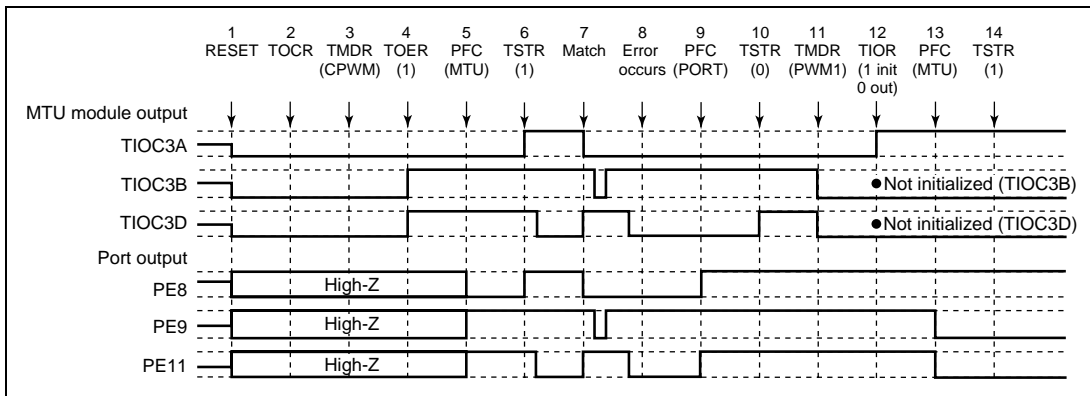 1 2 3 4 5 6 7 8 9 10 11 12 13 14
RESET TOCR TMDR TOER PFC TSTR Match Error PFC TSTR TMDR TIOR PFC TSTR
(CPWM) (1) (MTU) (1) occurs (PORT) (0) (PWM1) (1 init (MTU) (1)
0 out)
MTU module output
TIOC3A
TIOC3B ●Not initialized (TIOC3B)
TIOC3D ●Not initialized (TIOC3D)
Port output
PE8 High-Z
PE9 High-Z
PE11 High-Z